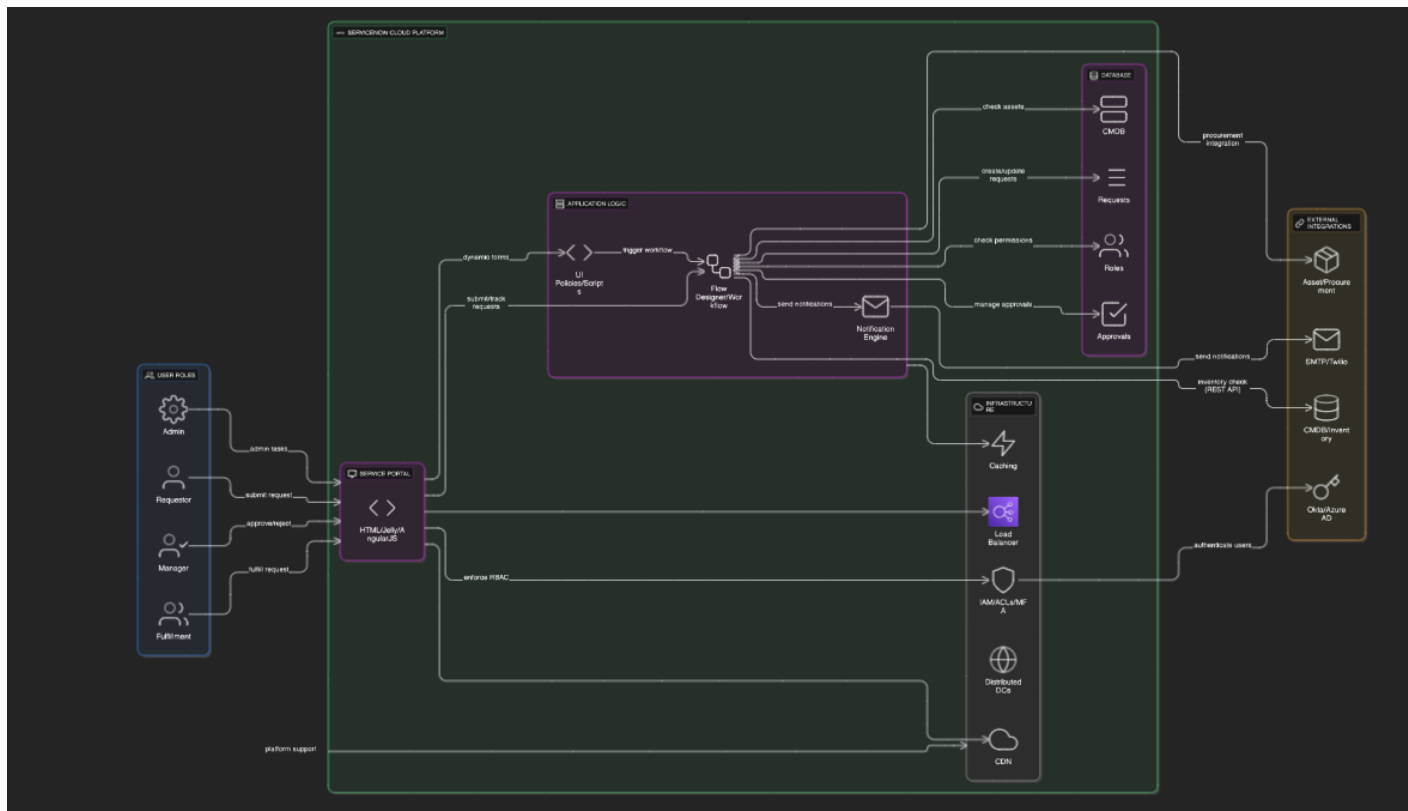 SERVICENOW CLOUD PLATFORM
DATABASE
check assets
CMDB
procurement
integration
create/update
requests
Requests
APPLICATION LOGIC
EXTERNAL
INTEGRATIONS
check permissions
Roles
dynamic forms
trigger workflow
UI
Policies/Script
s
Flow
Designer/Wor
kflow
Asset/Procure
ment
submit/track
requests
send notifications
manage approvals
Notification
Engine
Approvals
send notifications
SMTP/Twilio
USER ROLES
inventory check
(REST API)
INFRASTRUCTU
RE
CMDB/Invent
ory
Admin
admin tasks
Caching
SERVICE PORTAL
Requestor
submit request
HTML/Jelly/A
ngularJS
Load
Balancer
Okta/Azure
AD
approve/reject
Manager
authenticate users
fulfill request
enforce RBAC
IAM/ACLs/MF
A
Fulfillment
Distributed
DCs
platform support
CDN